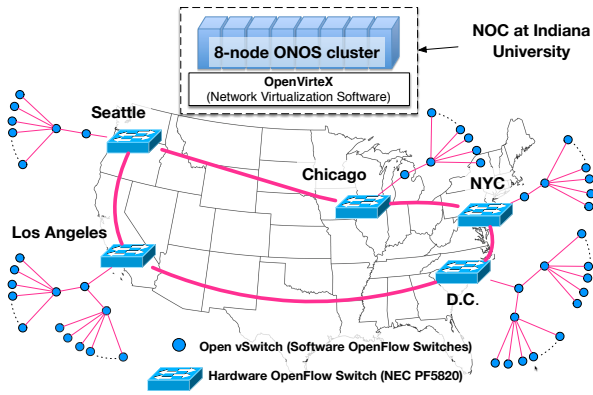 8-node ONOS cluster
OpenVirteX
(Network Virtualization Software)
NOC at Indiana
University
Seattle
Chicago
NYC
Los Angeles
D.C.
Open vSwitch (Software OpenFlow Switches)
Hardware OpenFlow Switch (NEC PF5820)